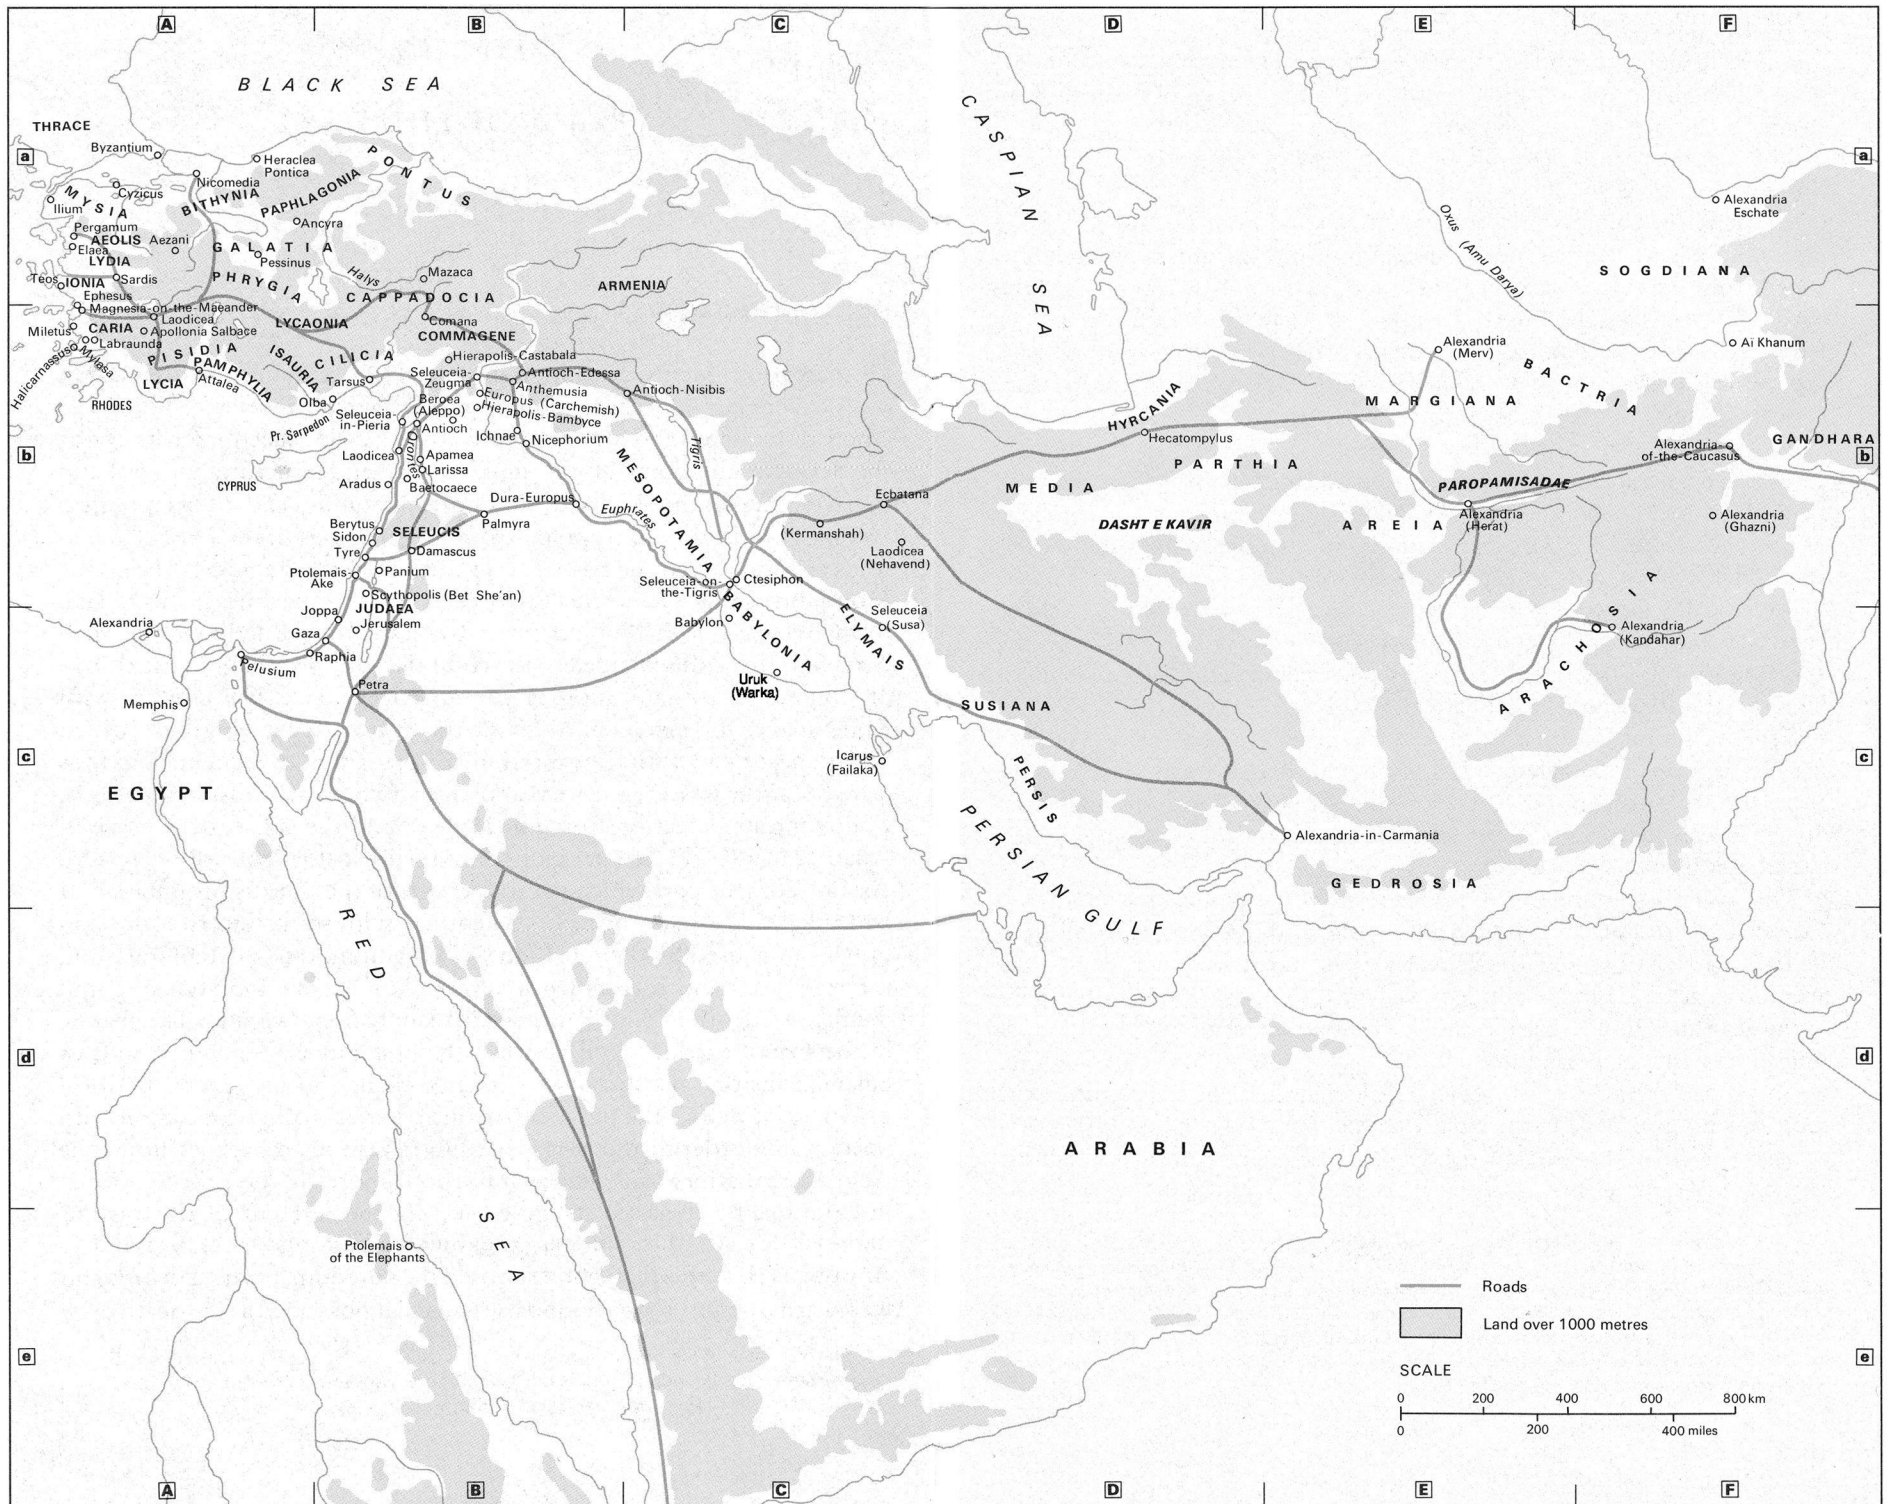 A
B
C
D
E
F
BLACK SEA
CASPIAN SEA
THRACE
Byzantium
a
a
Heraclea
Pontica
PONTUS
Nicomedia
BITHYNIA
PAPHLAGONIA
Cyzicus
MYSIA
Ilium
Ancyra
Pergamum
AEOLIS
Aezani
Elaea
GALATIA
Pessinus
LYDIA
Teos
IONIA
Sardis
PHRYGIA
Halys
Mazaca
Ephesus
CAPPADOCIA
ARMENIA
Magnesia-on-the-Maeander
Laodicea
LYCAONIA
Comana
Miletus
CARIA
Apollonia Salbace
COMMAGENE
Labraunda
Halicarnassus
Mylasa
PISIDIA
ISAURIA
CILICIA
Hierapolis-Castabala
PAMPHYLIA
LYCIA
Attalea
Tarsus
Seleuceia-
Zeugma
Antioch-Edessa
Anthemusia
Antioch-Nisibis
RHODES
Olba
Beroea
(Aleppo)
Europus (Carchemish)
Hierapolis-Bambyce
Seleuceia-
in-Pieria
Antioch
Pr. Sarpedon
Ichnae
Nicephorium
Orontes
Tigris
b
b
Laodicea
Apamea
Larissa
MESOPOTAMIA
CYPRUS
Aradus
Baetocaece
Dura-Europus
Euphrates
Palmyra
Berytus
SELEUCIS
Sidon
Tyre
Damascus
Ptolemais-
Ake
Panium
Scythopolis (Bet She'an)
Joppa
JUDAEA
Jerusalem
Gaza
Raphia
Alexandria
Pelusium
Petra
Memphis
Seleuceia-on-
the-Tigris
Ctesiphon
Babylon
BABYLONIA
Uruk
(Warka)
ELYMAIS
Seleuceia
(Susa)
(Kermanshah)
Ecbatana
Laodicea
(Nehavend)
MEDIA
HYRCANIA
Hecatompylus
PARTHIA
DASHT E KAVIR
Oxus (Amu Darya)
Alexandria
Eschate
SOGDIANA
Alexandria
(Merv)
Ai Khanum
BACTRIA
MARGIANA
Alexandria-
of-the-Caucasus
GANDHARA
PAROPAMISADAE
AREIA
Alexandria
(Herat)
Alexandria
(Ghazni)
Alexandria
(Kandahar)
ARACHOSIA
SUSIANA
c
c
Icarus
(Failaka)
PERSIS
EGYPT
PERSIAN GULF
Alexandria-in-Carmania
GEDROSIA
RED SEA
d
d
ARABIA
Ptolemais
of the Elephants
Roads
Land over 1000 metres
e
e
SCALE
0 200 400 600 800 km
0 200 400 miles
A
B
C
D
E
F